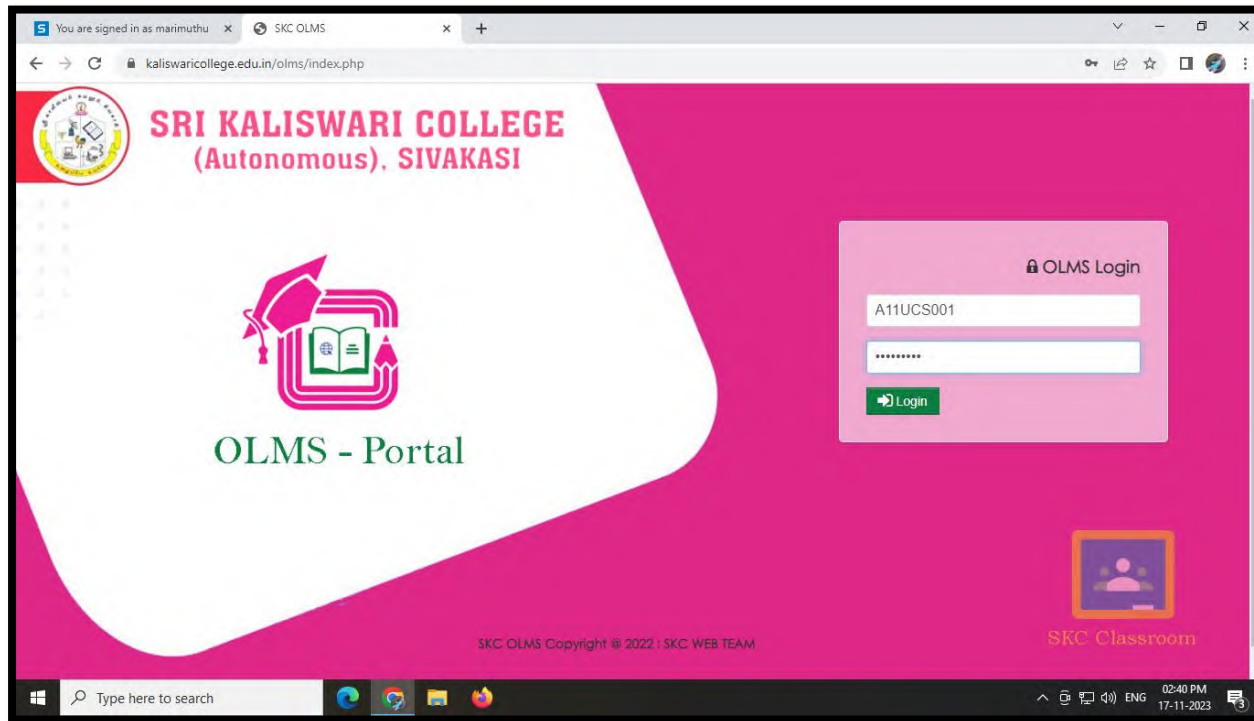 You are signed in as marimuthu
SKC OLMS
kaliswaricollege.edu.in/olms/index.php
SRI KALISWARI COLLEGE
(Autonomous), SIVAKASI
OLMS Login
A11UCS001
•••••••••
Login
OLMS - Portal
SKC Classroom
SKC OLMS Copyright @ 2022 : SKC WEB TEAM
Type here to search
ENG
02:40 PM
17-11-2023
3